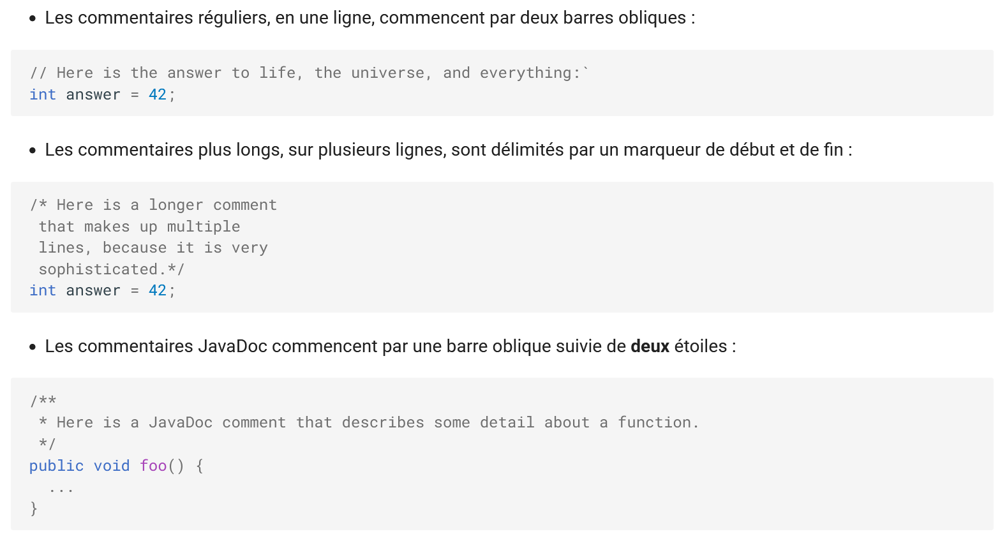 • Les commentaires réguliers, en une ligne, commencent par deux barres obliques :
// Here is the answer to life, the universe, and everything:`
int answer = 42;
• Les commentaires plus longs, sur plusieurs lignes, sont délimités par un marqueur de début et de fin :
/* Here is a longer comment
 that makes up multiple
 lines, because it is very
 sophisticated.*/
int answer = 42;
• Les commentaires JavaDoc commencent par une barre oblique suivie de deux étoiles :
/**
 * Here is a JavaDoc comment that describes some detail about a function.
 */
public void foo() {
  ...
}